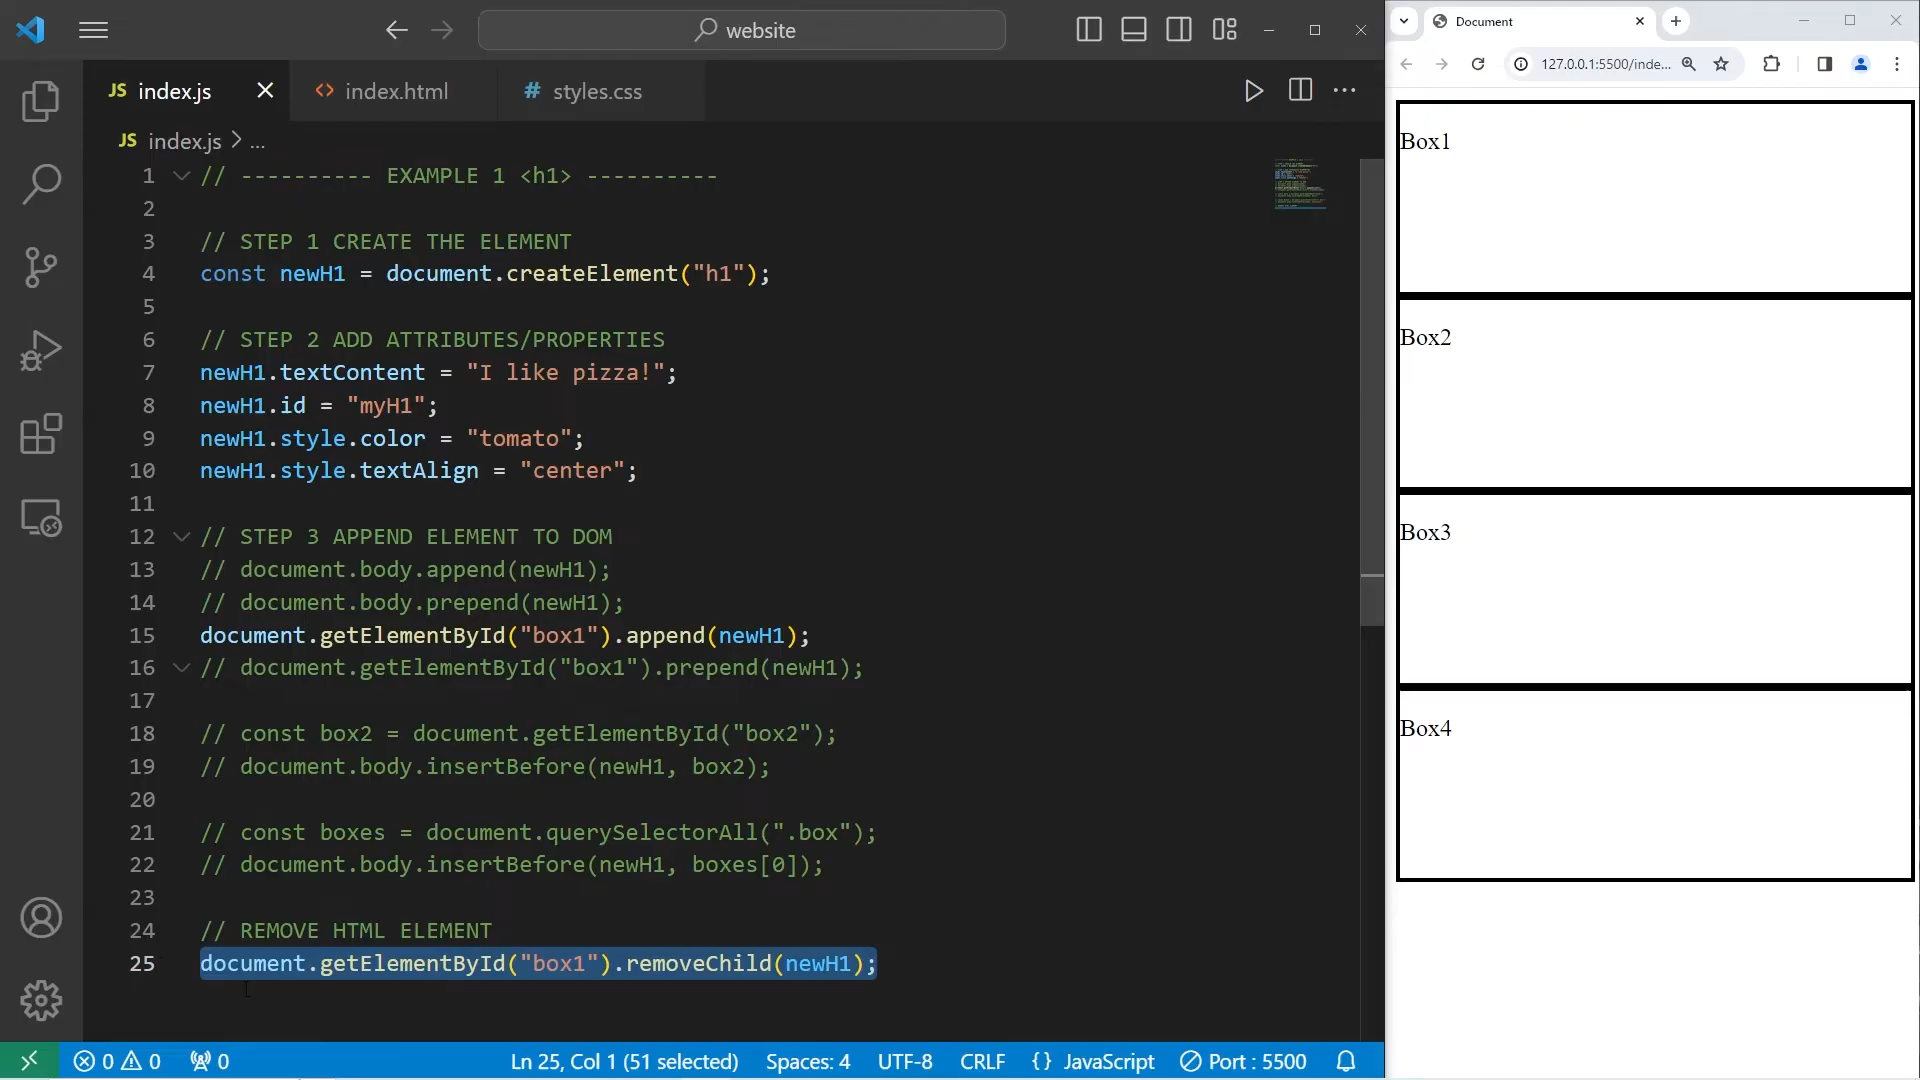 website
Document
127.0.0.1:5500/inde...
JS index.js
<> index.html
# styles.css
JS index.js > ...
1 // ---------- EXAMPLE 1 <h1> ----------
2
3 // STEP 1 CREATE THE ELEMENT
4 const newH1 = document.createElement("h1");
5
6 // STEP 2 ADD ATTRIBUTES/PROPERTIES
7 newH1.textContent = "I like pizza!";
8 newH1.id = "myH1";
9 newH1.style.color = "tomato";
10 newH1.style.textAlign = "center";
11
12 // STEP 3 APPEND ELEMENT TO DOM
13 // document.body.append(newH1);
14 // document.body.prepend(newH1);
15 document.getElementById("box1").append(newH1);
16 // document.getElementById("box1").prepend(newH1);
17
18 // const box2 = document.getElementById("box2");
19 // document.body.insertBefore(newH1, box2);
20
21 // const boxes = document.querySelectorAll(".box");
22 // document.body.insertBefore(newH1, boxes[0]);
23
24 // REMOVE HTML ELEMENT
25 document.getElementById("box1").removeChild(newH1);
Box1
Box2
Box3
Box4
0 0 0 Ln 25, Col 1 (51 selected) Spaces: 4 UTF-8 CRLF {} JavaScript Port : 5500